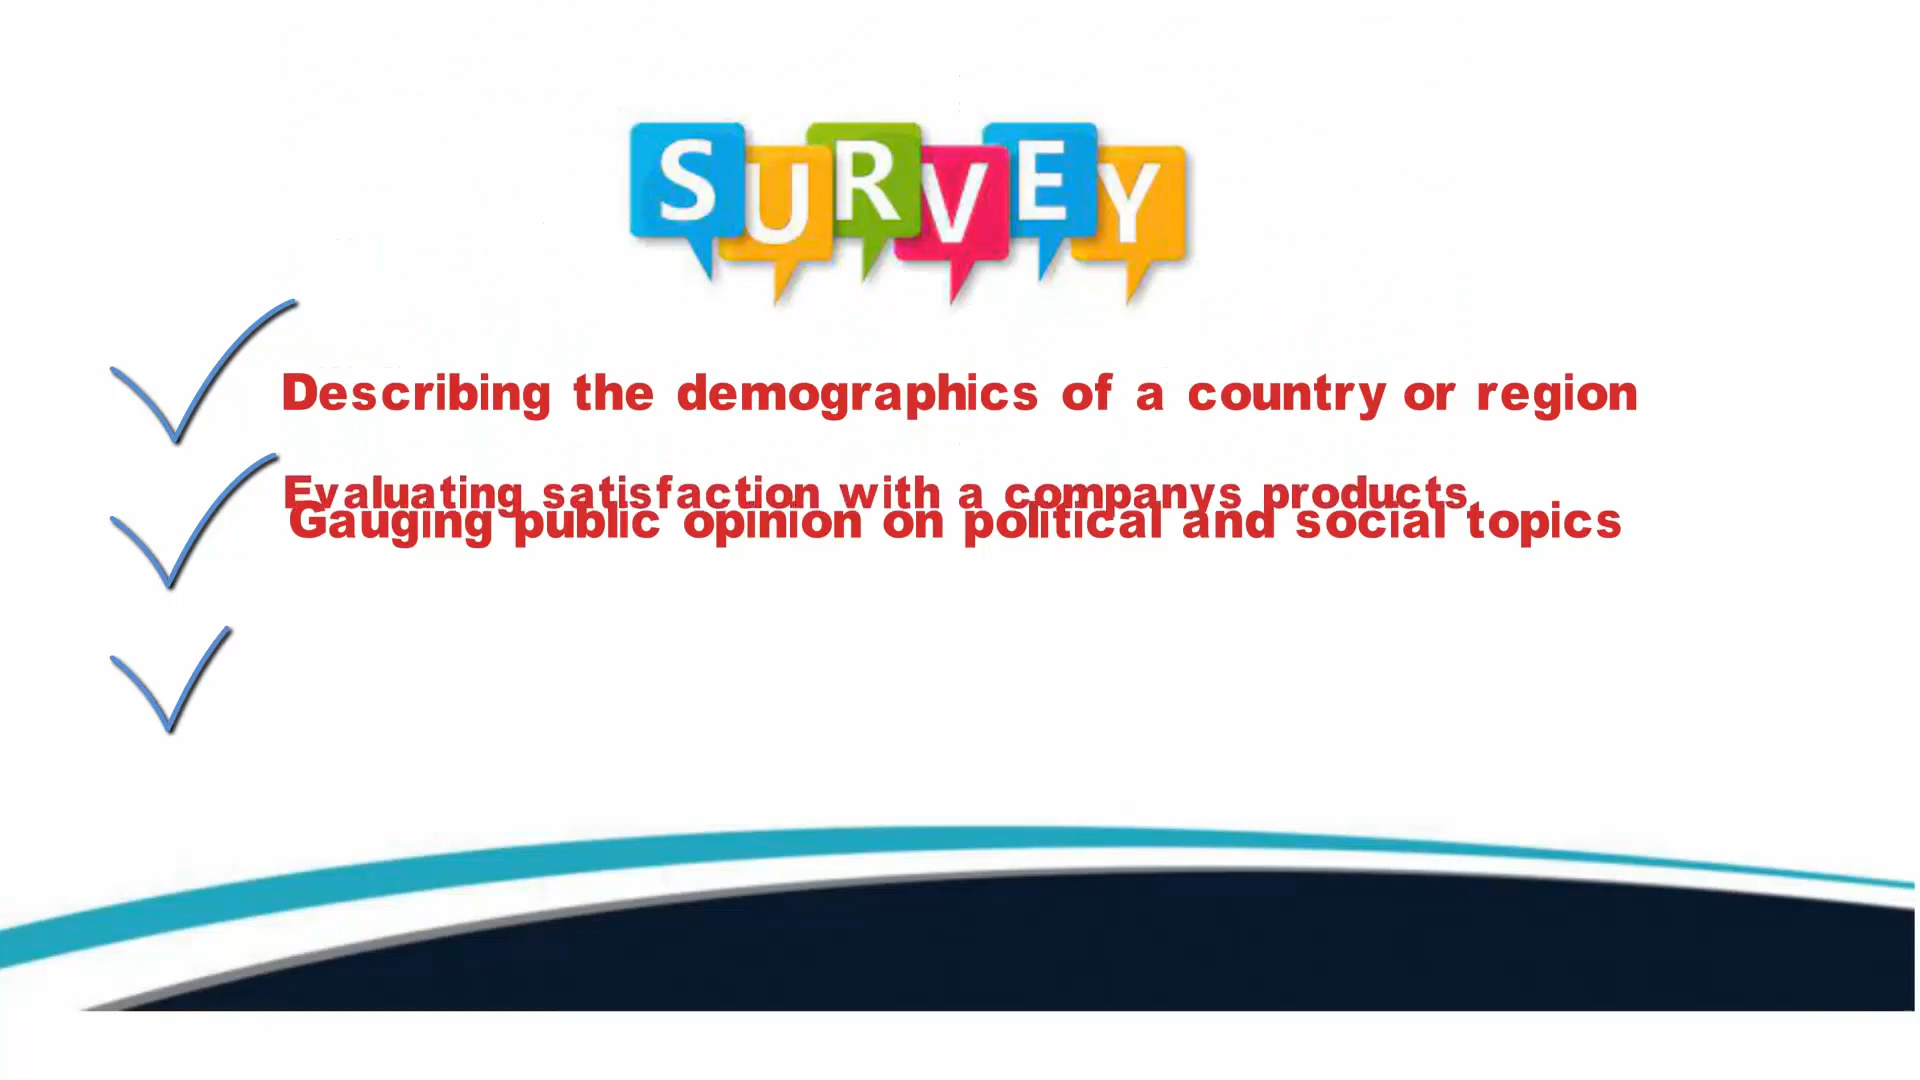 SURVEY
Describing the demographics of a country or region
Evaluating satisfaction with a companys products
Gauging public opinion on political and social topics